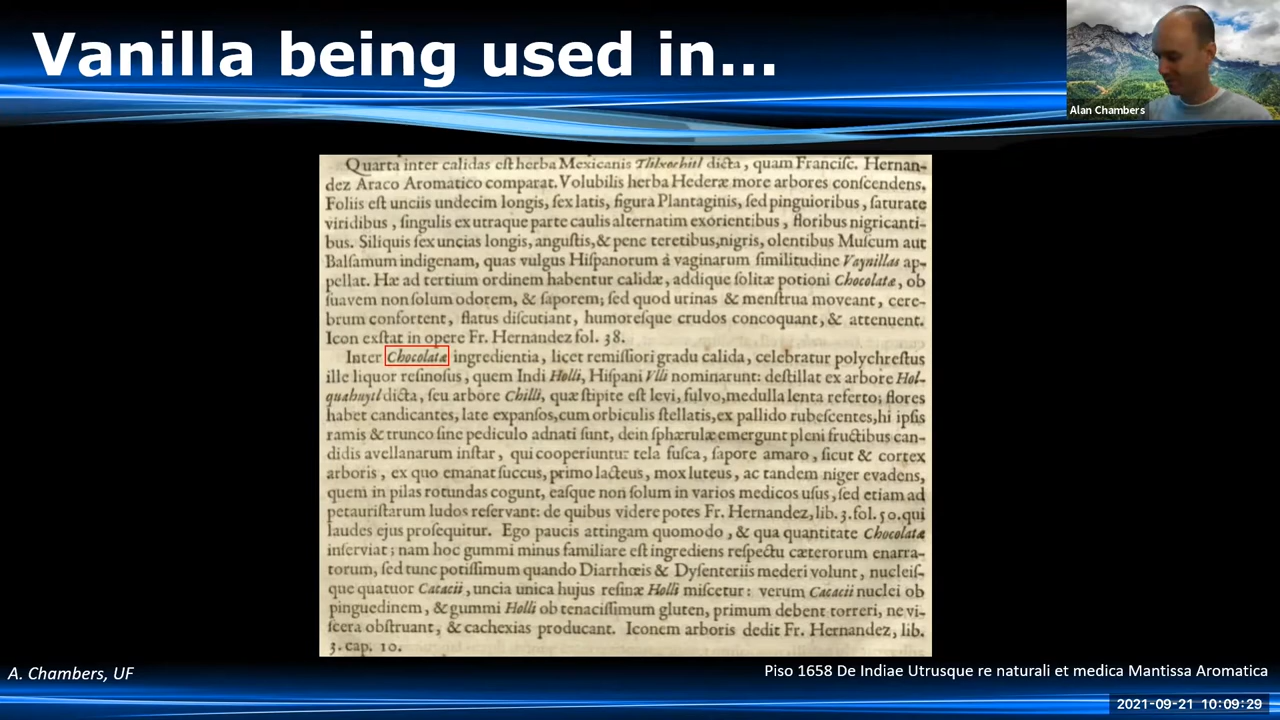 Vanilla being used in...
Alan Chambers
Quarta inter calidas eſt herba Mexicanis Tlilxochitl dicta, quam Franciſc. Hernan-
dez Araco Aromatico comparat. Volubilis herba Hederæ more arbores conſcendens.
Foliis eſt unciis undecim longis, ſex latis, figura Plantaginis, ſed pinguioribus, ſaturate
viridibus, ſingulis ex utraque parte caulis alternatim exorientibus, floribus nigricanti-
bus. Siliquis ſex uncias longis, anguſtis, & pene teretibus, nigris, olentibus Muſcum aut
Balſamum indigenam, quas vulgus Hiſpanorum á vaginarum ſimilitudine Vaynillas ap-
pellat. Hæ ad tertium ordinem habentur calidæ, addique ſolitæ potioni Chocolatæ, ob
ſuavem non ſolum odorem, & ſaporem; ſed quod urinas & menſtrua moveant, cere-
brum confortent, flatus diſcutiant, humoreſque crudos concoquant, & attenuent.
Icon exſtat in opere Fr. Hernandez fol. 38.
Inter Chocolatæ ingredientia, licet remiſſiori gradu calida, celebratur polychreſtus
ille liquor reſinoſus, quem Indi Holli, Hiſpani Vlli nominarunt: deſtillat ex arbore Hol-
quahuytl dicta, ſeu arbore Chilli, quæ ſtipite eſt levi, fulvo, medulla lenta referto; flores
habet candicantes, late expanſos, cum orbiculis ſtellatis, ex pallido rubeſcentes, hi ipſis
ramis & trunco ſine pediculo adnati ſunt, dein ſphærulæ emergunt pleni fructibus can-
didis avellanarum inſtar, qui cooperiuntur tela fuſca, ſapore amaro, ſicut & cortex
arboris, ex quo emanat ſuccus, primo lacteus, mox luteus, ac tandem niger evadens,
quem in pilas rotundas cogunt, eaſque non ſolum in varios medicos uſus, ſed etiam ad
petauriſtarum ludos reſervant: de quibus videre potes Fr. Hernandez, lib. 3. fol. 50. qui
laudes ejus proſequitur. Ego paucis attingam quomodo, & qua quantitate Chocolatæ
inſerviat; nam hoc gummi minus familiare eſt ingrediens reſpectu cæterorum enarra-
torum, ſed tunc potiſſimum quando Diarrhœis & Dyſenteriis mederi volunt, nucleiſ-
que quatuor Cacacii, uncia unica hujus reſinæ Holli miſcetur: verum Cacacii nuclei ob
pinguedinem, & gummi Holli ob tenaciſſimum gluten, primum debent torreri, ne vi-
ſcera obſtruant, & cachexias producant. Iconem arboris dedit Fr. Hernandez, lib.
3. cap. 10.
A. Chambers, UF
Piso 1658 De Indiae Utrusque re naturali et medica Mantissa Aromatica
2021-09-21 10:09:29